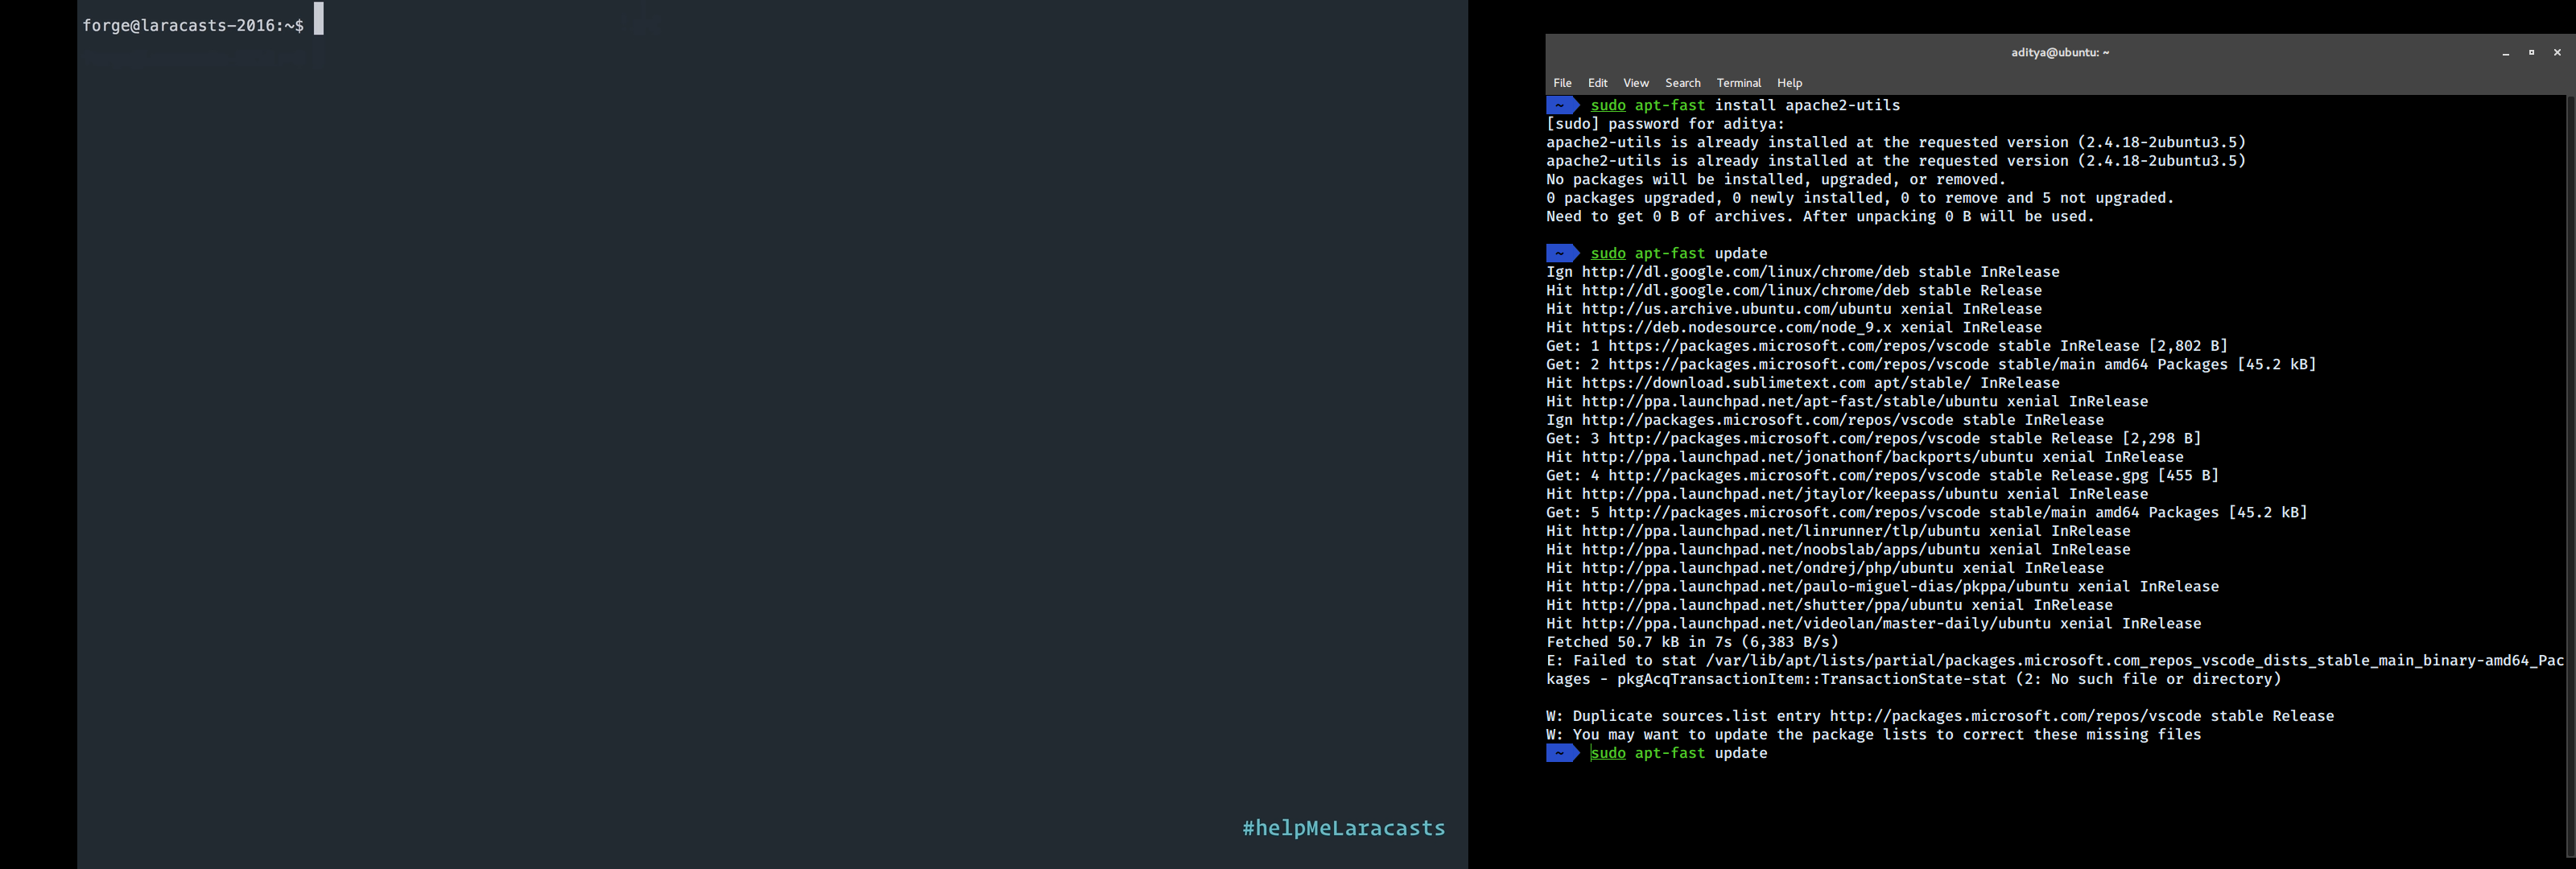 forge@laracasts-2016:~$
#helpMeLaracasts
aditya@ubuntu: ~
File Edit View Search Terminal Help
~ sudo apt-fast install apache2-utils
[sudo] password for aditya:
apache2-utils is already installed at the requested version (2.4.18-2ubuntu3.5)
apache2-utils is already installed at the requested version (2.4.18-2ubuntu3.5)
No packages will be installed, upgraded, or removed.
0 packages upgraded, 0 newly installed, 0 to remove and 5 not upgraded.
Need to get 0 B of archives. After unpacking 0 B will be used.
~ sudo apt-fast update
Ign http://dl.google.com/linux/chrome/deb stable InRelease
Hit http://dl.google.com/linux/chrome/deb stable Release
Hit http://us.archive.ubuntu.com/ubuntu xenial InRelease
Hit https://deb.nodesource.com/node_9.x xenial InRelease
Get: 1 https://packages.microsoft.com/repos/vscode stable InRelease [2,802 B]
Get: 2 https://packages.microsoft.com/repos/vscode stable/main amd64 Packages [45.2 kB]
Hit https://download.sublimetext.com apt/stable/ InRelease
Hit http://ppa.launchpad.net/apt-fast/stable/ubuntu xenial InRelease
Ign http://packages.microsoft.com/repos/vscode stable InRelease
Get: 3 http://packages.microsoft.com/repos/vscode stable Release [2,298 B]
Hit http://ppa.launchpad.net/jonathonf/backports/ubuntu xenial InRelease
Get: 4 http://packages.microsoft.com/repos/vscode stable Release.gpg [455 B]
Hit http://ppa.launchpad.net/jtaylor/keepass/ubuntu xenial InRelease
Get: 5 http://packages.microsoft.com/repos/vscode stable/main amd64 Packages [45.2 kB]
Hit http://ppa.launchpad.net/linrunner/tlp/ubuntu xenial InRelease
Hit http://ppa.launchpad.net/noobslab/apps/ubuntu xenial InRelease
Hit http://ppa.launchpad.net/ondrej/php/ubuntu xenial InRelease
Hit http://ppa.launchpad.net/paulo-miguel-dias/pkppa/ubuntu xenial InRelease
Hit http://ppa.launchpad.net/shutter/ppa/ubuntu xenial InRelease
Hit http://ppa.launchpad.net/videolan/master-daily/ubuntu xenial InRelease
Fetched 50.7 kB in 7s (6,383 B/s)
E: Failed to stat /var/lib/apt/lists/partial/packages.microsoft.com_repos_vscode_dists_stable_main_binary-amd64_Pac
kages - pkgAcqTransactionItem::TransactionState-stat (2: No such file or directory)
W: Duplicate sources.list entry http://packages.microsoft.com/repos/vscode stable Release
W: You may want to update the package lists to correct these missing files
~ sudo apt-fast update